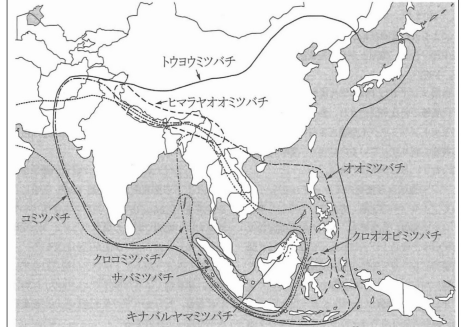 トウヨウミツバチ
ヒマラヤオオミツバチ
オオミツバチ
コミツバチ
クロオオビミツバチ
クロコミツバチ
サバミツバチ
キナバルヤマミツバチ